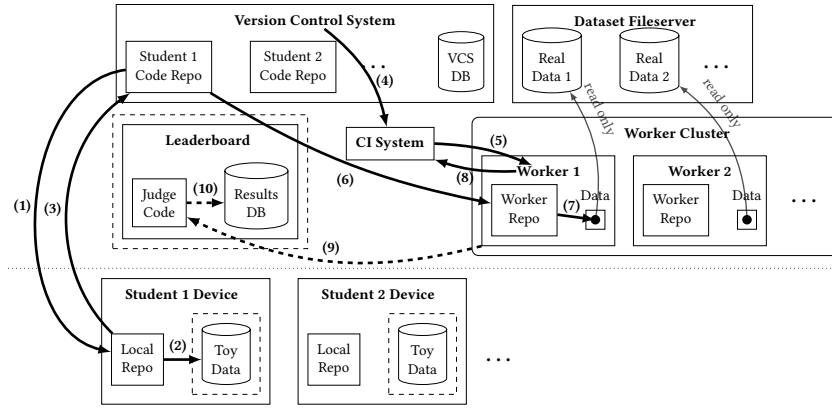 Version Control System
Student 1
Code Repo
Student 2
Code Repo
...
VCS
DB
Dataset Fileserver
Real
Data 1
Real
Data 2
...
read only
read only
(4)
Leaderboard
Judge
Code
(10)
Results
DB
CI System
(5)
(8)
(6)
Worker Cluster
Worker 1
Worker
Repo
(7)
Data
Worker 2
Worker
Repo
Data
...
(1)
(3)
(9)
Student 1 Device
Local
Repo
(2)
Toy
Data
Student 2 Device
Local
Repo
Toy
Data
...